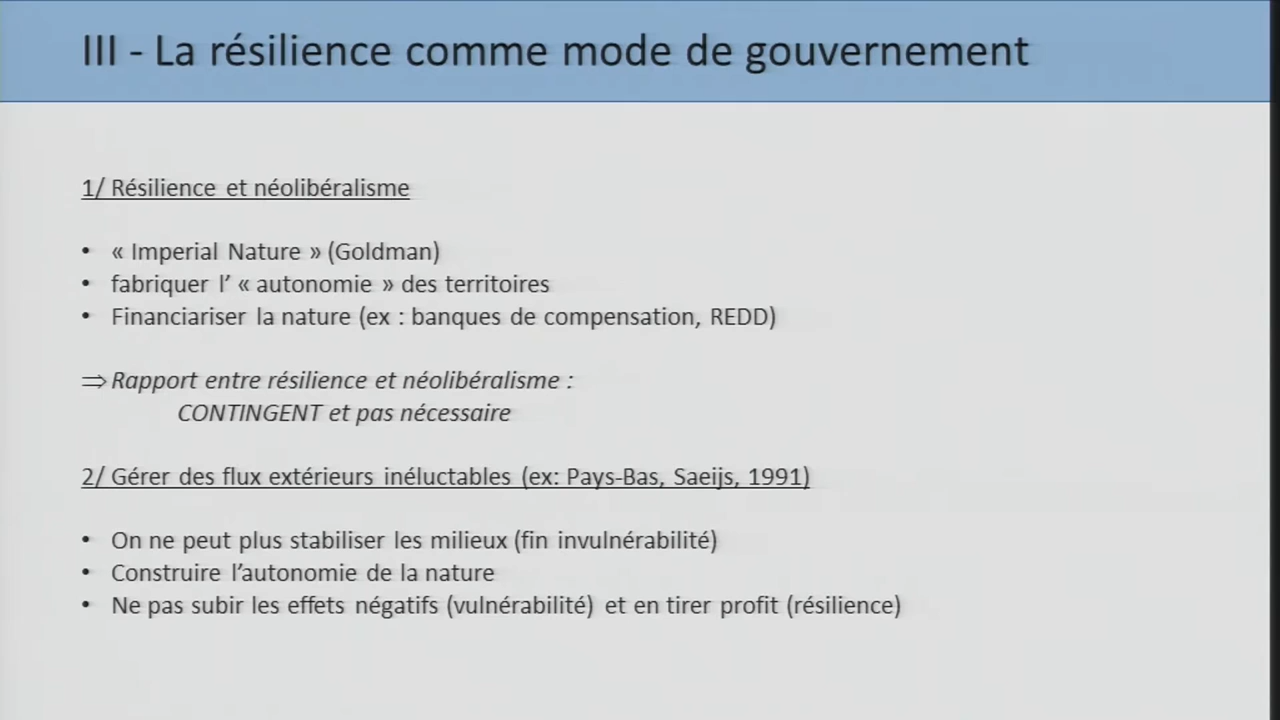 III - La résilience comme mode de gouvernement
1/ Résilience et néolibéralisme
• « Imperial Nature » (Goldman)
• fabriquer l’ « autonomie » des territoires
• Financiariser la nature (ex : banques de compensation, REDD)
⇒ Rapport entre résilience et néolibéralisme :
CONTINGENT et pas nécessaire
2/ Gérer des flux extérieurs inéluctables (ex: Pays-Bas, Saeijs, 1991)
• On ne peut plus stabiliser les milieux (fin invulnérabilité)
• Construire l’autonomie de la nature
• Ne pas subir les effets négatifs (vulnérabilité) et en tirer profit (résilience)